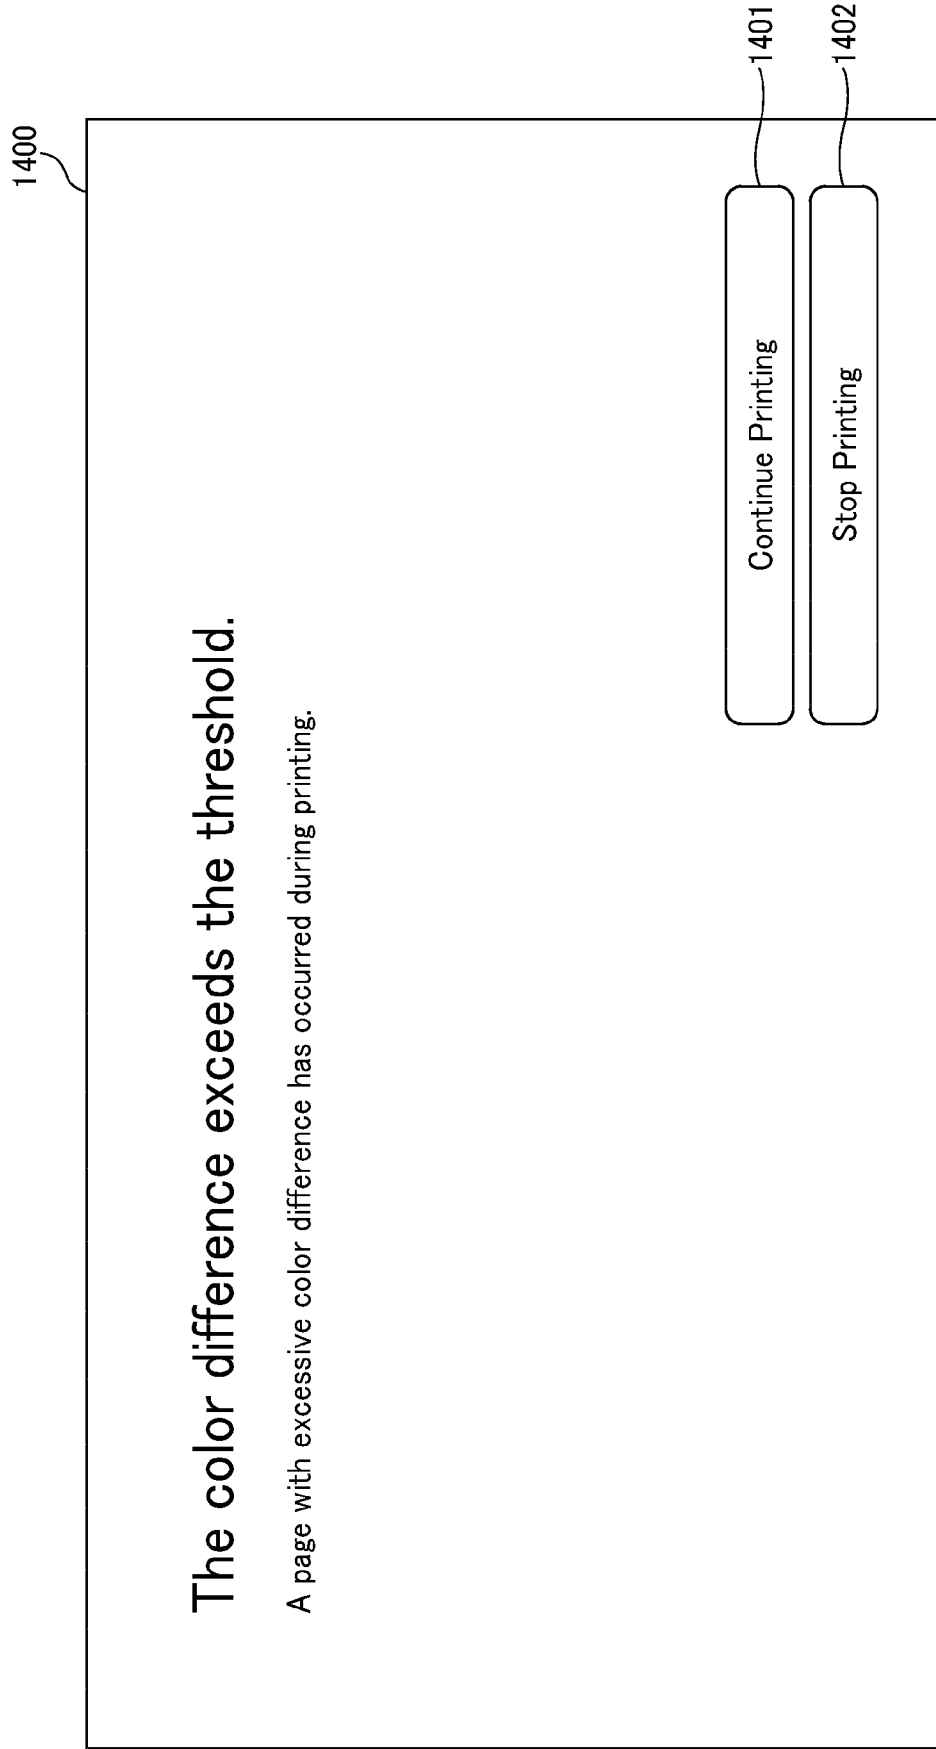 1400
The color difference exceeds the threshold.
A page with excessive color difference has occurred during printing.
Continue Printing
1401
Stop Printing
1402